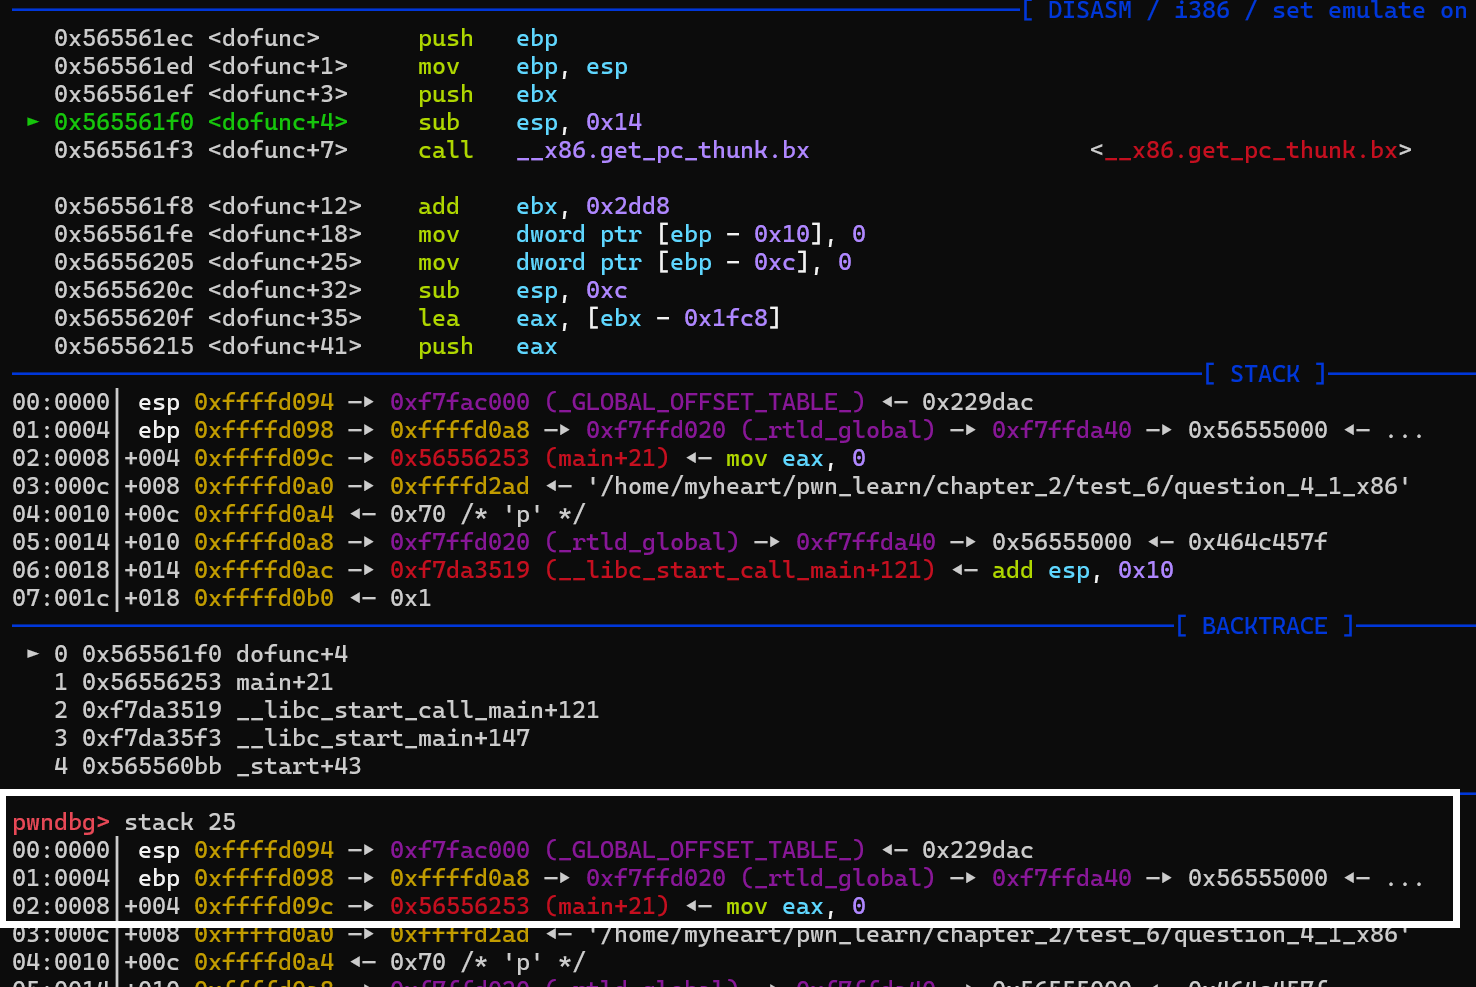 [ DISASM / i386 / set emulate on
0x565561ec <dofunc> push ebp
0x565561ed <dofunc+1> mov ebp, esp
0x565561ef <dofunc+3> push ebx
► 0x565561f0 <dofunc+4> sub esp, 0x14
0x565561f3 <dofunc+7> call __x86.get_pc_thunk.bx <__x86.get_pc_thunk.bx>
0x565561f8 <dofunc+12> add ebx, 0x2dd8
0x565561fe <dofunc+18> mov dword ptr [ebp - 0x10], 0
0x56556205 <dofunc+25> mov dword ptr [ebp - 0xc], 0
0x5655620c <dofunc+32> sub esp, 0xc
0x5655620f <dofunc+35> lea eax, [ebx - 0x1fc8]
0x56556215 <dofunc+41> push eax
[ STACK ]
00:0000│ esp 0xffffd094 —▸ 0xf7fac000 (_GLOBAL_OFFSET_TABLE_) ◂— 0x229dac
01:0004│ ebp 0xffffd098 —▸ 0xffffd0a8 —▸ 0xf7ffd020 (_rtld_global) —▸ 0xf7ffda40 —▸ 0x56555000 ◂— ...
02:0008│+004 0xffffd09c —▸ 0x56556253 (main+21) ◂— mov eax, 0
03:000c│+008 0xffffd0a0 —▸ 0xffffd2ad ◂— '/home/myheart/pwn_learn/chapter_2/test_6/question_4_1_x86'
04:0010│+00c 0xffffd0a4 ◂— 0x70 /* 'p' */
05:0014│+010 0xffffd0a8 —▸ 0xf7ffd020 (_rtld_global) —▸ 0xf7ffda40 —▸ 0x56555000 ◂— 0x464c457f
06:0018│+014 0xffffd0ac —▸ 0xf7da3519 (__libc_start_call_main+121) ◂— add esp, 0x10
07:001c│+018 0xffffd0b0 ◂— 0x1
[ BACKTRACE ]
► 0 0x565561f0 dofunc+4
1 0x56556253 main+21
2 0xf7da3519 __libc_start_call_main+121
3 0xf7da35f3 __libc_start_main+147
4 0x565560bb _start+43
pwndbg> stack 25
00:0000│ esp 0xffffd094 —▸ 0xf7fac000 (_GLOBAL_OFFSET_TABLE_) ◂— 0x229dac
01:0004│ ebp 0xffffd098 —▸ 0xffffd0a8 —▸ 0xf7ffd020 (_rtld_global) —▸ 0xf7ffda40 —▸ 0x56555000 ◂— ...
02:0008│+004 0xffffd09c —▸ 0x56556253 (main+21) ◂— mov eax, 0
03:000c│+008 0xffffd0a0 —▸ 0xffffd2ad ◂— '/home/myheart/pwn_learn/chapter_2/test_6/question_4_1_x86'
04:0010│+00c 0xffffd0a4 ◂— 0x70 /* 'p' */
05:0014│+010 0xffffd0a8 —▸ 0xf7ffd020 (_rtld_global) —▸ 0xf7ffda40 —▸ 0x56555000 ◂— 0x464c457f